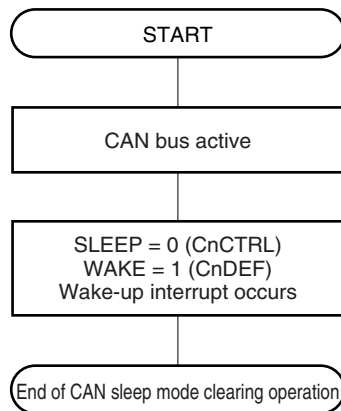 START
CAN bus active
SLEEP = 0 (CnCTRL)
WAKE = 1 (CnDEF)
Wake-up interrupt occurs
End of CAN sleep mode clearing operation